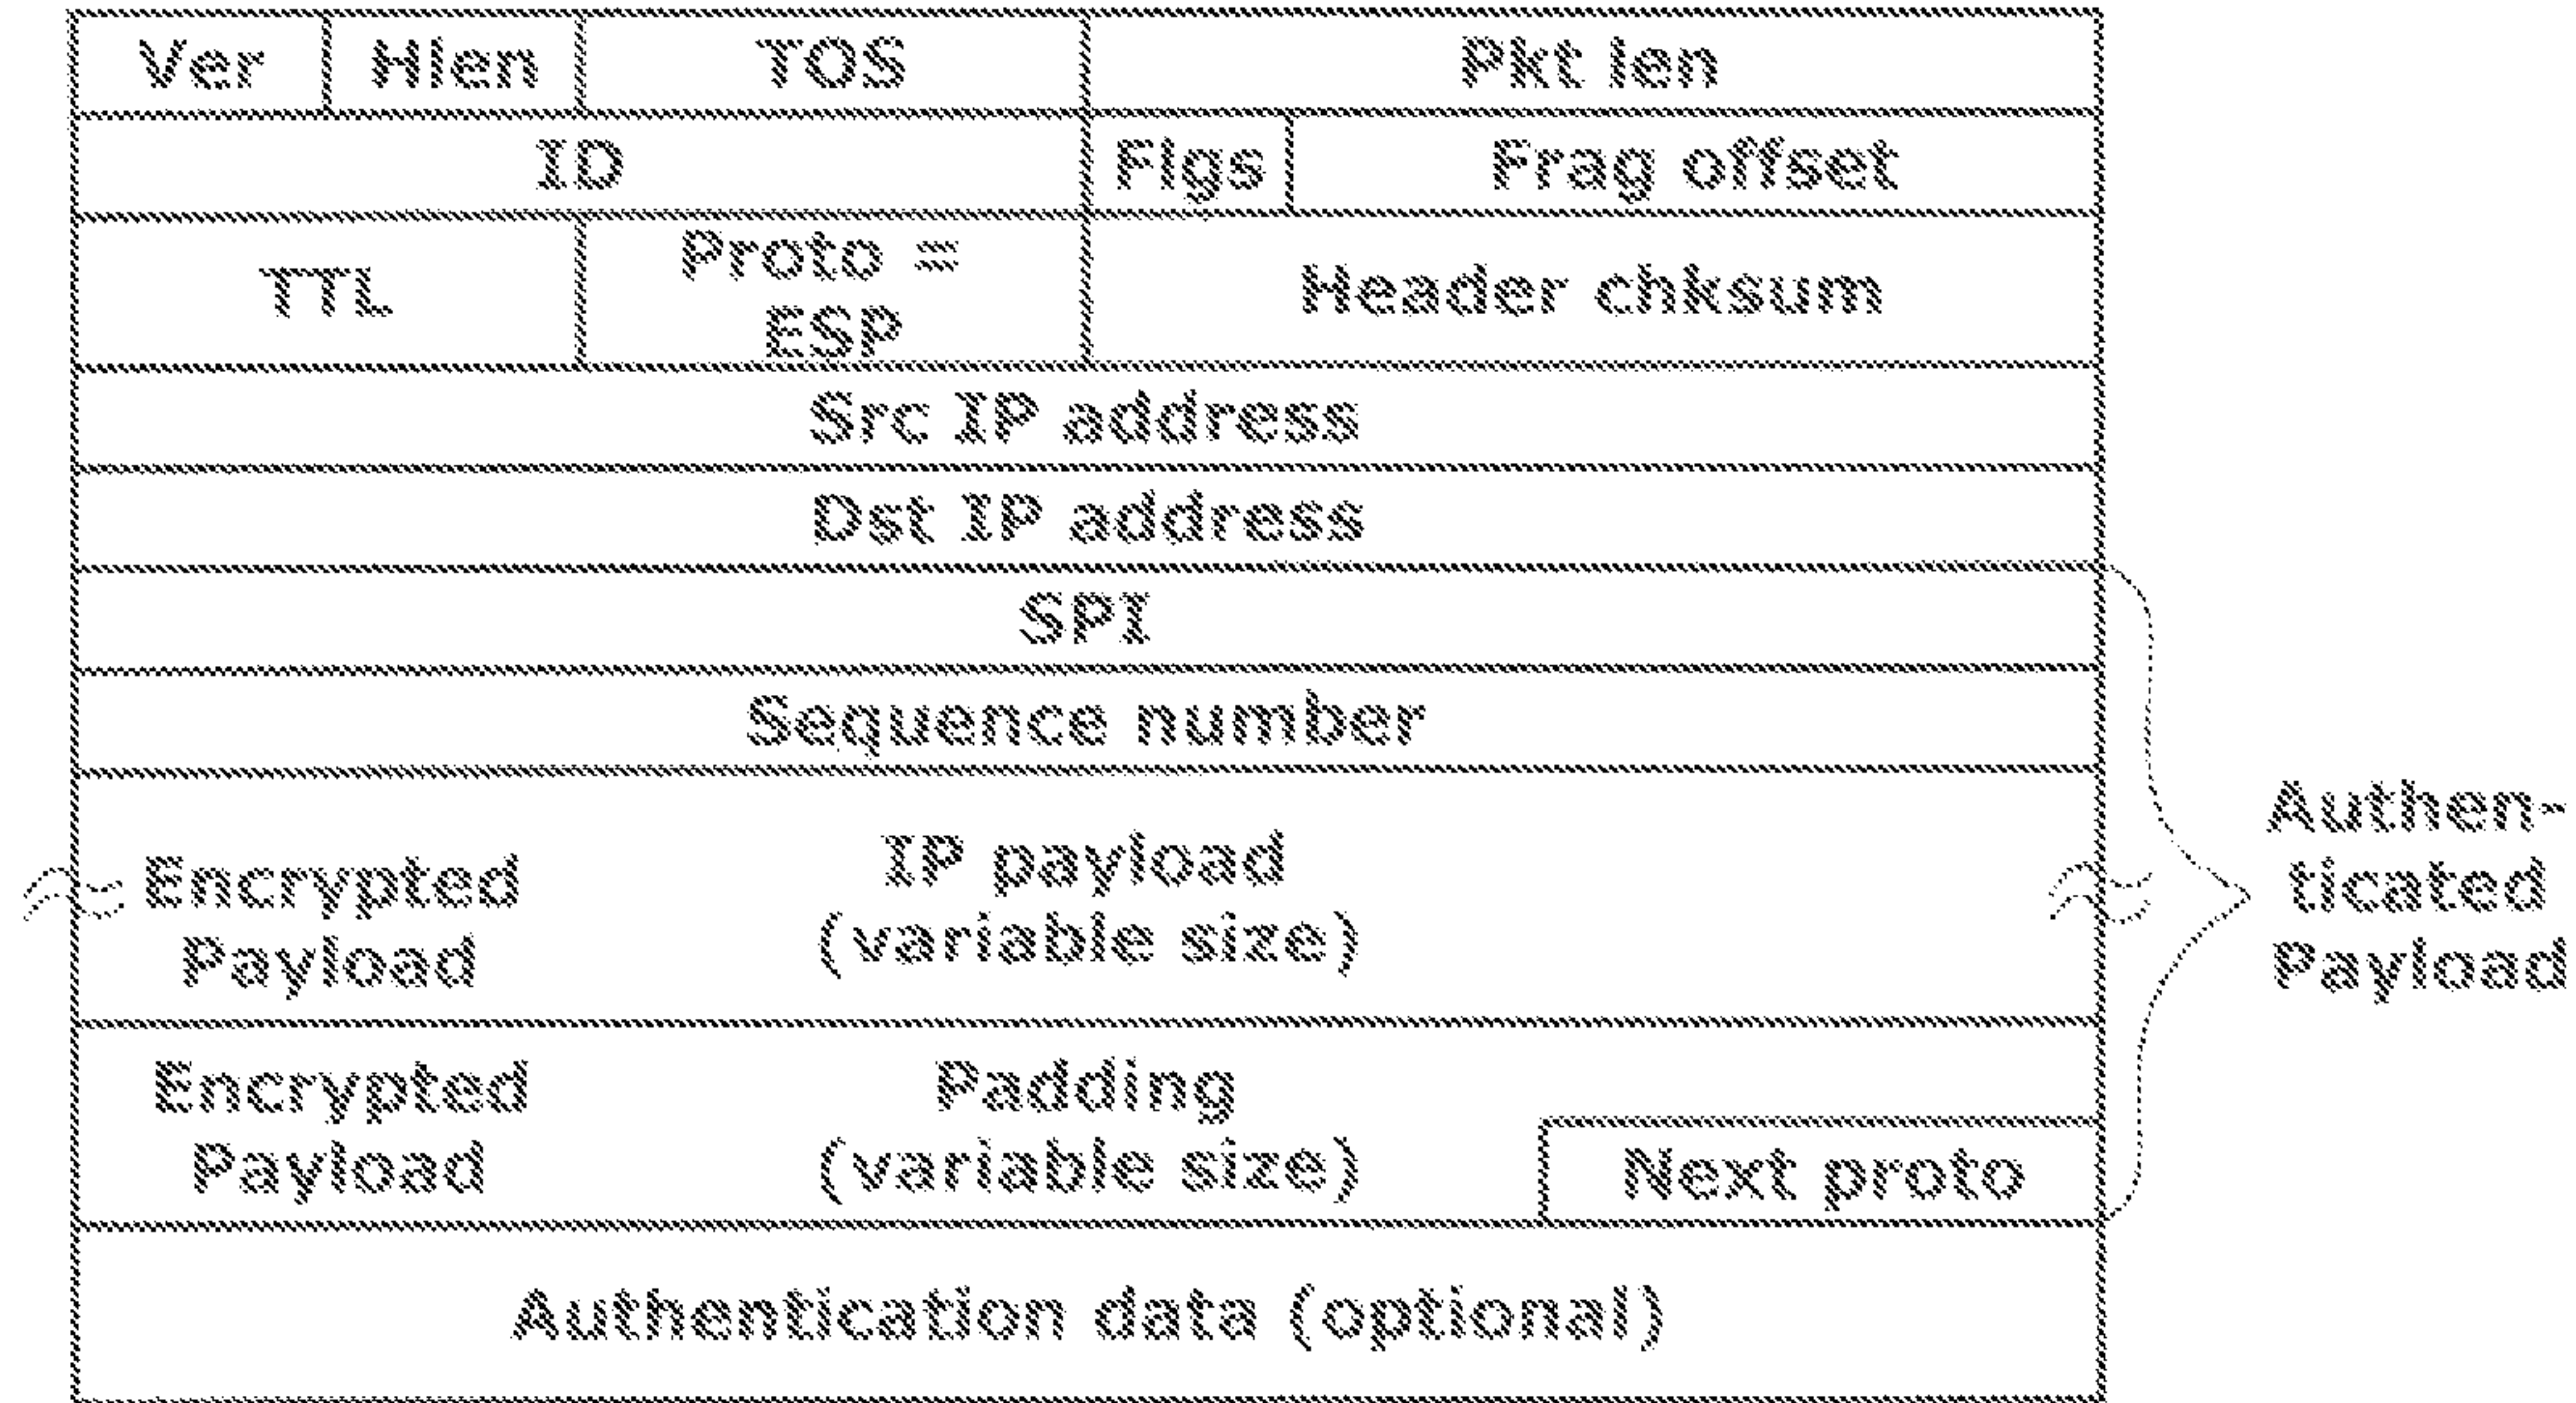 Ver Hlen TOS Pkt len
ID Flgs Frag offset
TTL Proto = Header chksum
ESP
Src IP address
Dst IP address
SPI
Sequence number
Encrypted IP payload
Payload (variable size)
Authen-
ticated
Payload
Encrypted Padding
Payload (variable size) Next proto
Authentication data (optional)